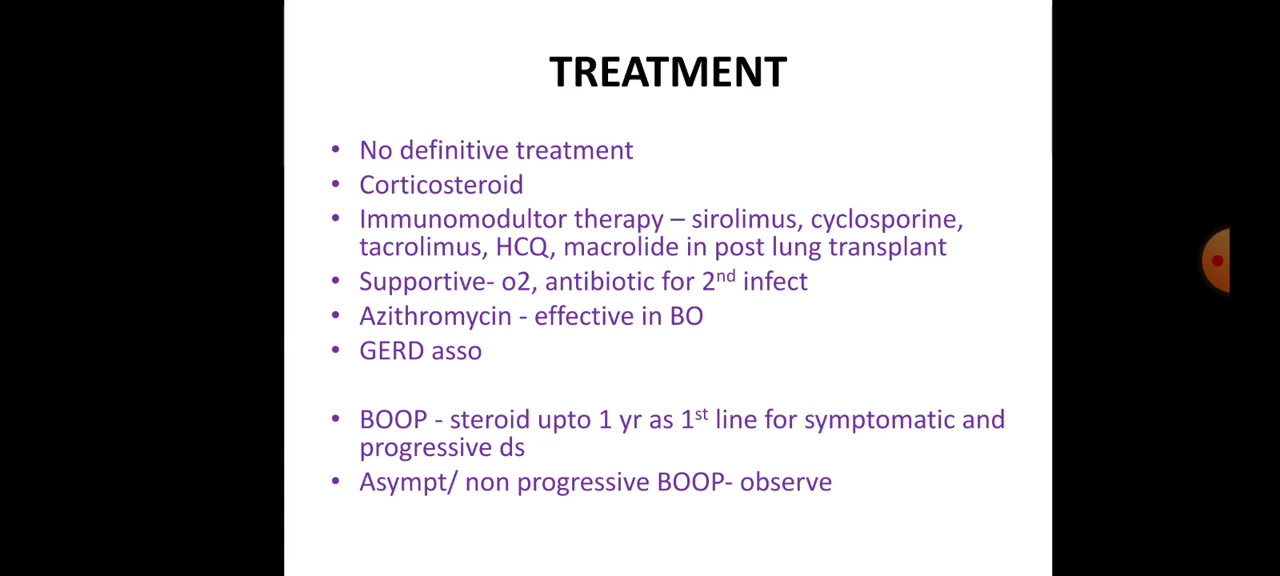 TREATMENT
• No definitive treatment
• Corticosteroid
• Immunomodultor therapy – sirolimus, cyclosporine,
tacrolimus, HCQ, macrolide in post lung transplant
• Supportive- o2, antibiotic for 2nd infect
• Azithromycin - effective in BO
• GERD asso
• BOOP - steroid upto 1 yr as 1st line for symptomatic and
progressive ds
• Asympt/ non progressive BOOP- observe